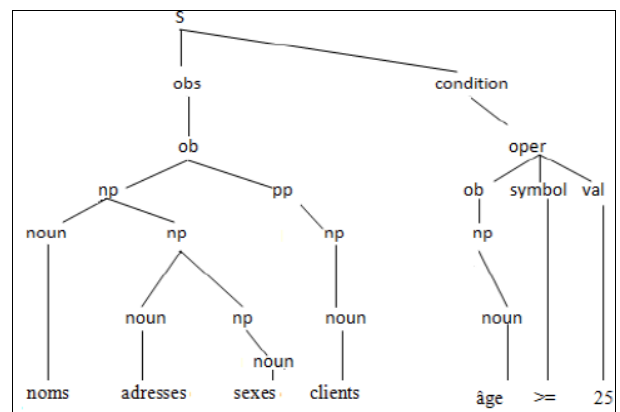 S
obs condition
ob oper
np pp ob symbol val
noun np np np
noun np noun noun
noun
noms adresses sexes clients âge >= 25